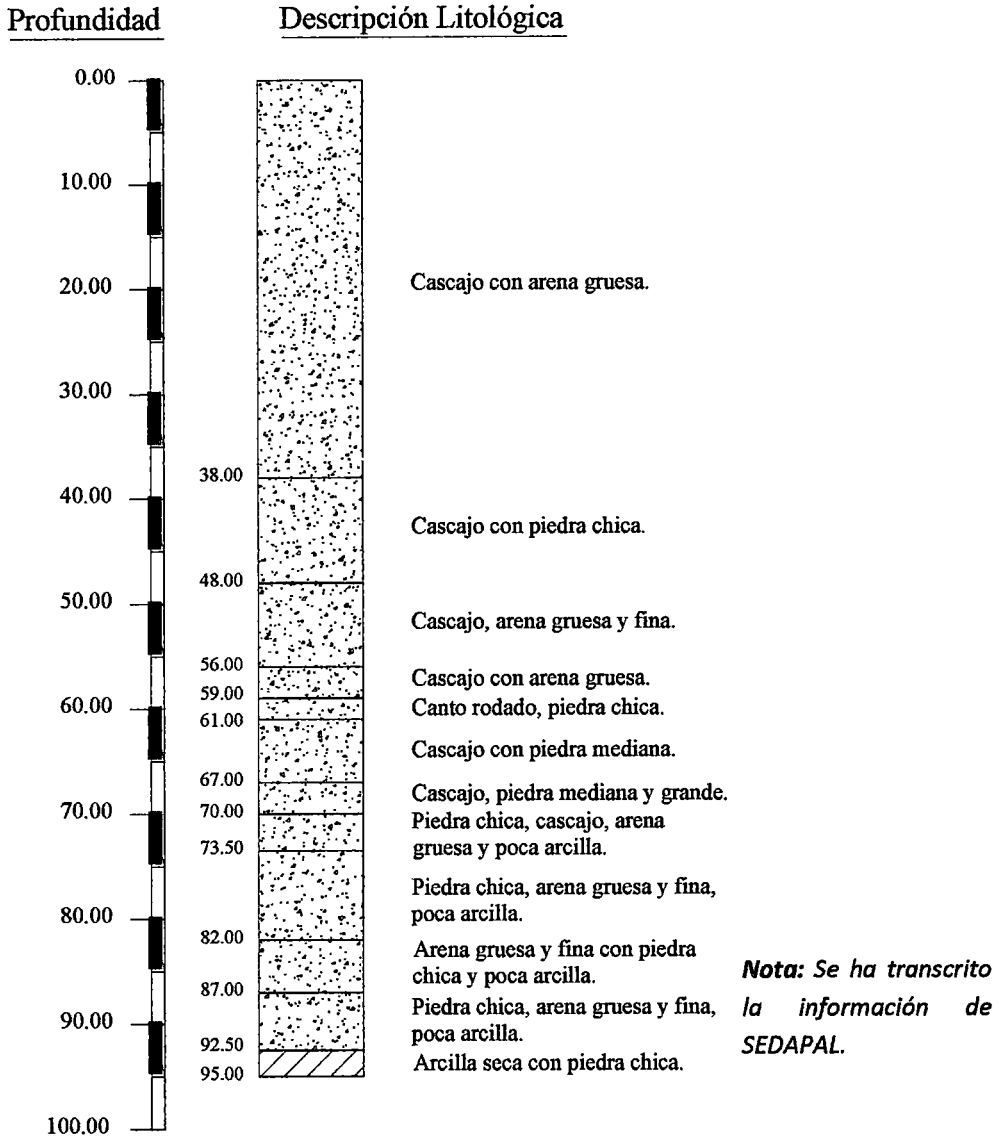 Profundidad
Descripción Litológica
0.00
10.00
20.00
Cascajo con arena gruesa.
30.00
38.00
40.00
Cascajo con piedra chica.
48.00
50.00
Cascajo, arena gruesa y fina.
56.00
Cascajo con arena gruesa.
59.00
60.00
Canto rodado, piedra chica.
61.00
Cascajo con piedra mediana.
67.00
Cascajo, piedra mediana y grande.
70.00
70.00
Piedra chica, cascajo, arena
gruesa y poca arcilla.
73.50
Piedra chica, arena gruesa y fina,
poca arcilla.
80.00
82.00
Arena gruesa y fina con piedra
chica y poca arcilla.
87.00
Piedra chica, arena gruesa y fina,
poca arcilla.
90.00
92.50
Arcilla seca con piedra chica.
95.00
100.00
Nota: Se ha transcrito
la información de
SEDAPAL.